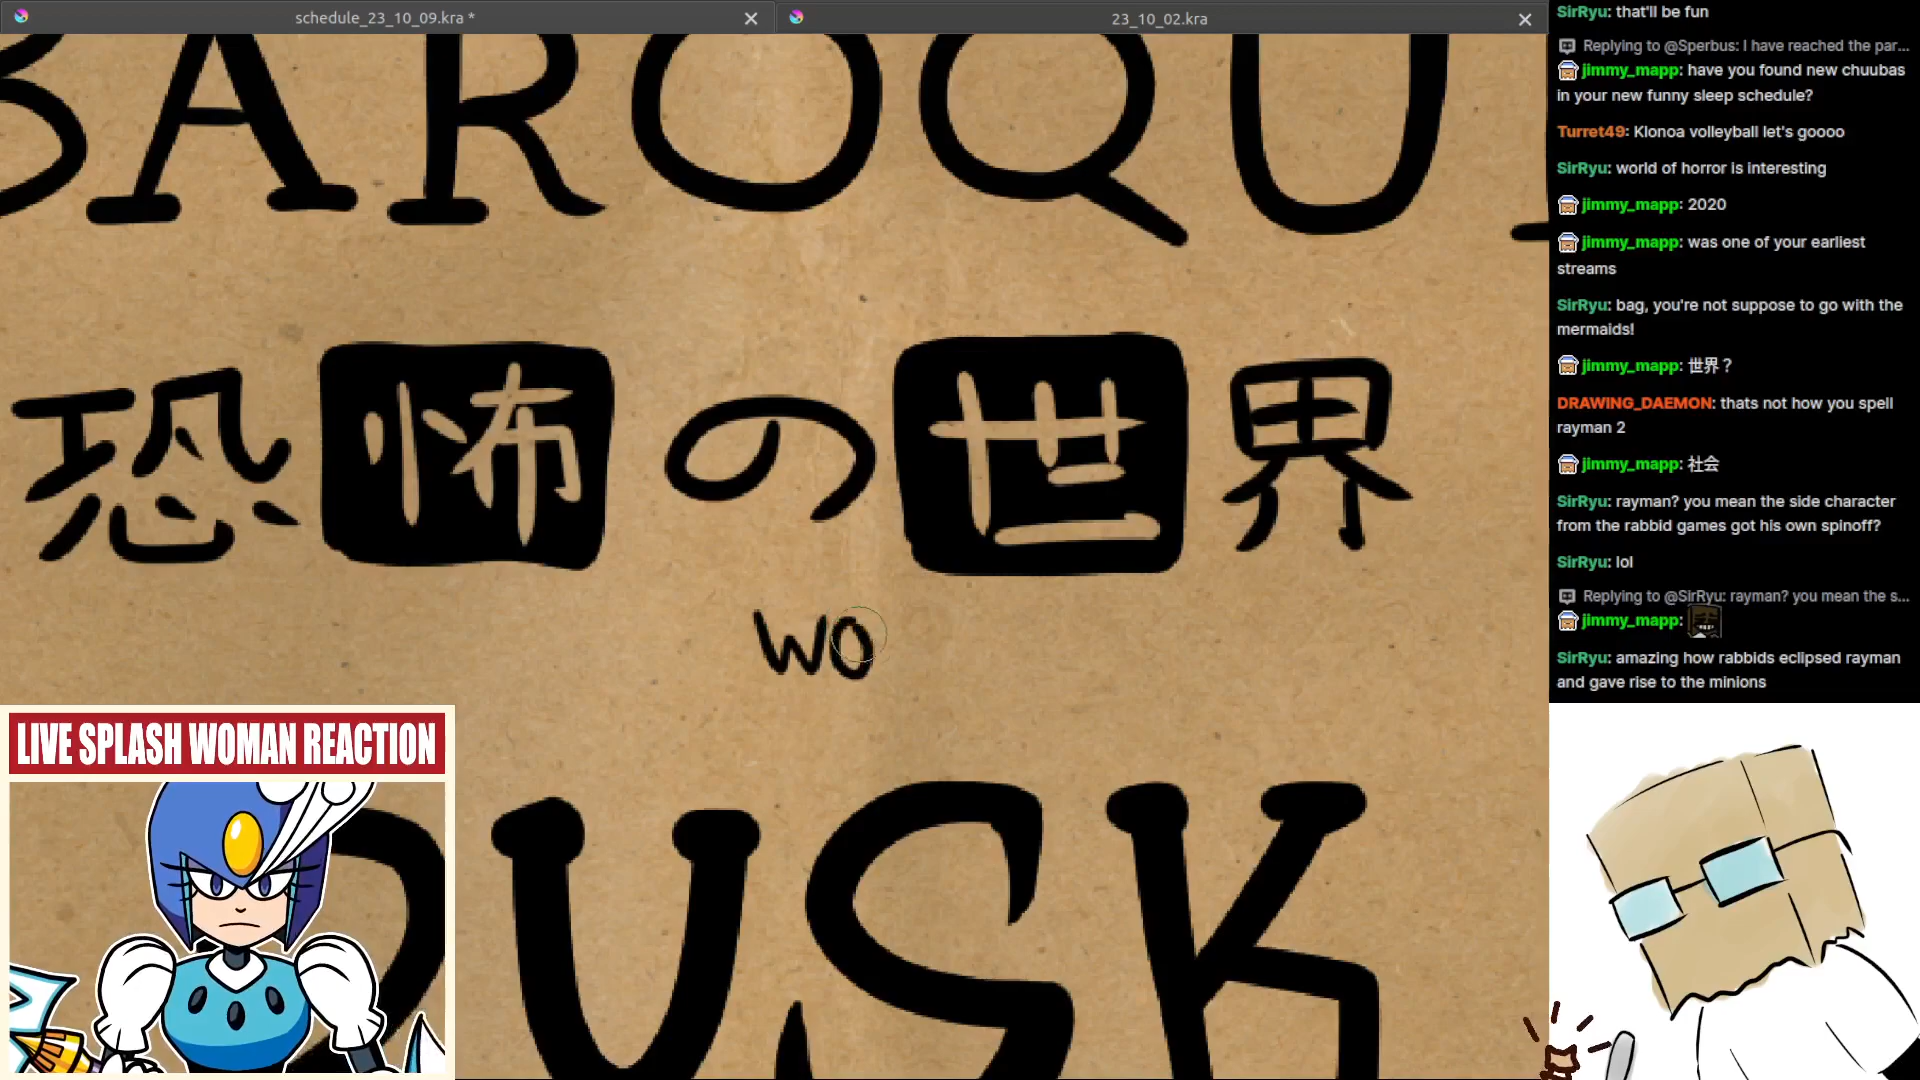 schedule_23_10_09.kra *
23_10_02.kra
BAROQU
恐怖の世界
wo
USK
LIVE SPLASH WOMAN REACTION
SirRyu: that'll be fun
Replying to @Sperbus: I have reached the par...
jimmy_mapp: have you found new chuubas
in your new funny sleep schedule?
Turret49: Klonoa volleyball let's goooo
SirRyu: world of horror is interesting
jimmy_mapp: 2020
jimmy_mapp: was one of your earliest
streams
SirRyu: bag, you're not suppose to go with the
mermaids!
jimmy_mapp: 世界？
DRAWING_DAEMON: thats not how you spell
rayman 2
jimmy_mapp: 社会
SirRyu: rayman? you mean the side character
from the rabbid games got his own spinoff?
SirRyu: lol
Replying to @SirRyu: rayman? you mean the s...
jimmy_mapp:
SirRyu: amazing how rabbids eclipsed rayman
and gave rise to the minions